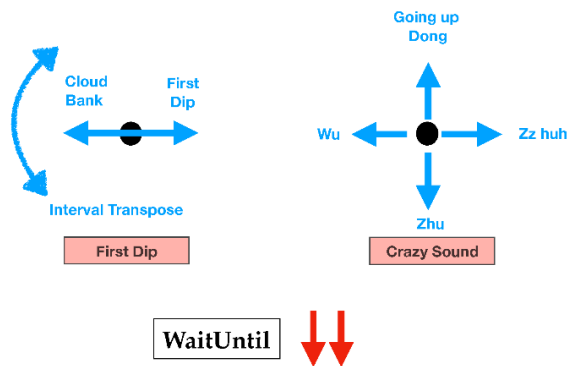 Going up
Dong
Cloud
Bank
First
Dip
Wu
Zz huh
Interval Transpose
Zhu
First Dip
Crazy Sound
WaitUntil